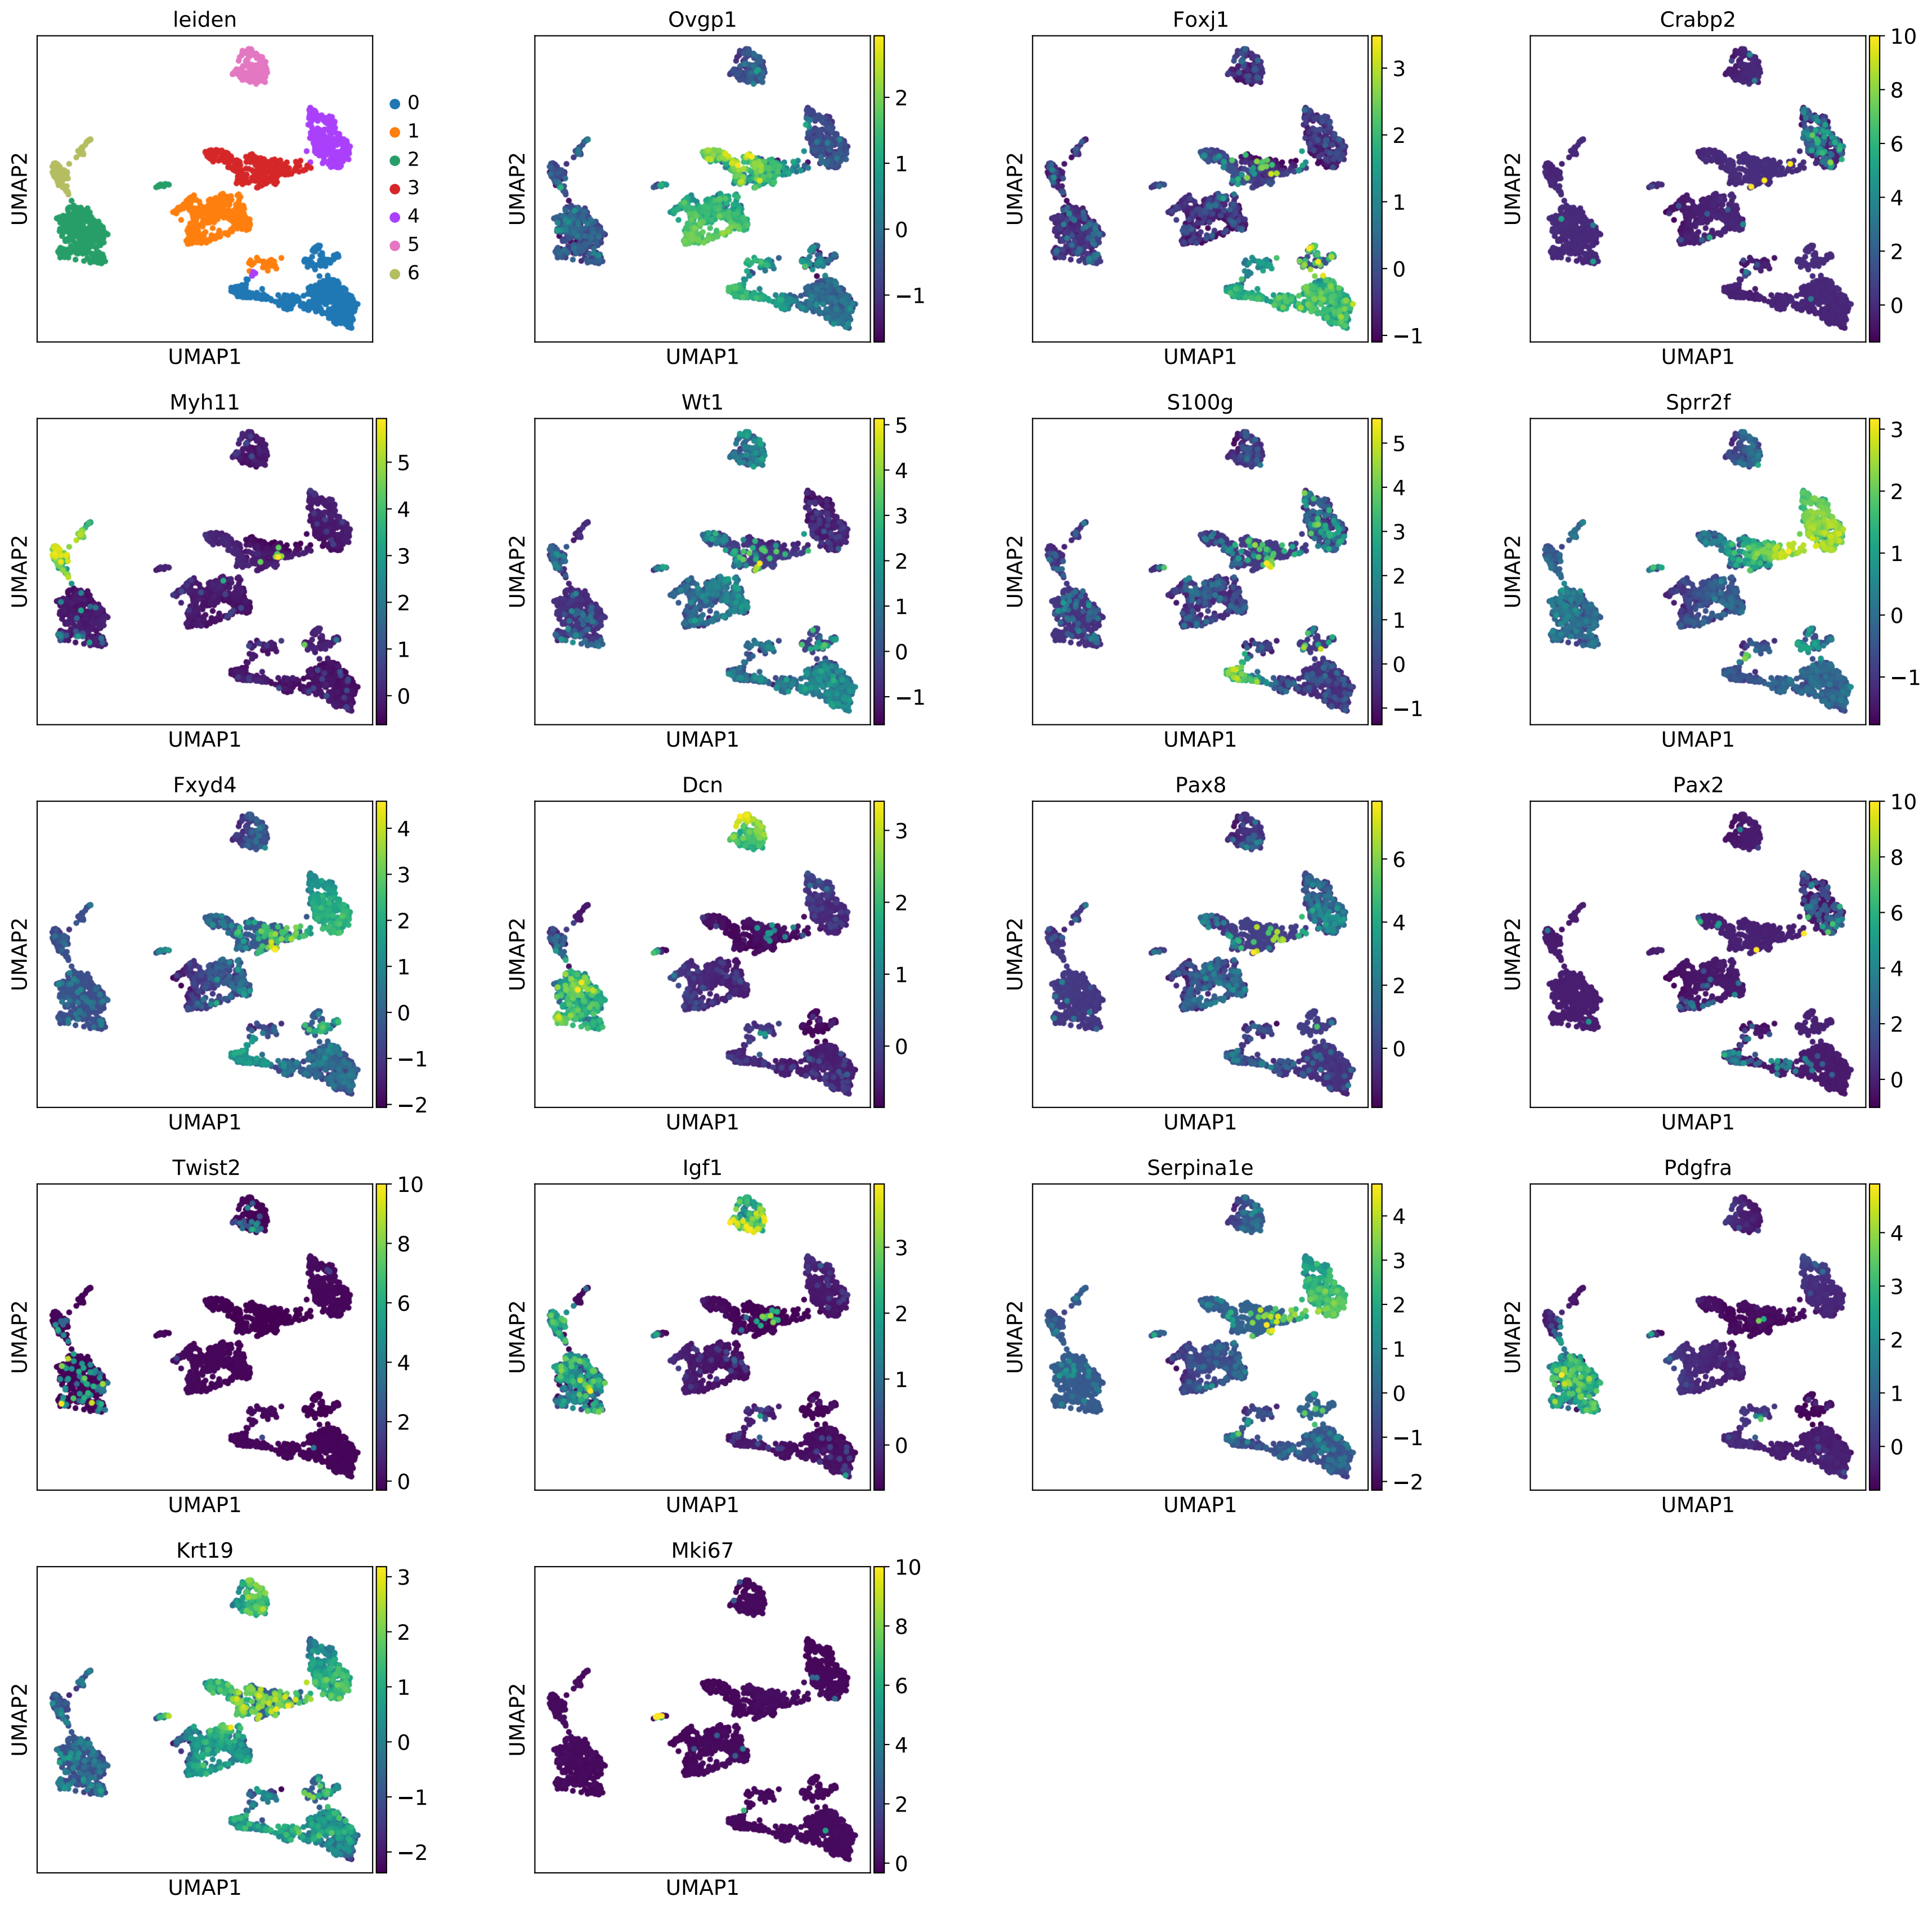 leiden
UMAP2
UMAP1
0
1
2
3
4
5
6
Ovgp1
UMAP2
UMAP1
2
1
0
−1
Foxj1
UMAP2
UMAP1
3
2
1
0
−1
Crabp2
UMAP2
UMAP1
10
8
6
4
2
0
Myh11
UMAP2
UMAP1
5
4
3
2
1
0
Wt1
UMAP2
UMAP1
5
4
3
2
1
0
−1
S100g
UMAP2
UMAP1
5
4
3
2
1
0
−1
Sprr2f
UMAP2
UMAP1
3
2
1
0
−1
Fxyd4
UMAP2
UMAP1
4
3
2
1
0
−1
−2
Dcn
UMAP2
UMAP1
3
2
1
0
Pax8
UMAP2
UMAP1
6
4
2
0
Pax2
UMAP2
UMAP1
10
8
6
4
2
0
Twist2
UMAP2
UMAP1
10
8
6
4
2
0
Igf1
UMAP2
UMAP1
3
2
1
0
Serpina1e
UMAP2
UMAP1
4
3
2
1
0
−1
−2
Pdgfra
UMAP2
UMAP1
4
3
2
1
0
Krt19
UMAP2
UMAP1
3
2
1
0
−1
−2
Mki67
UMAP2
UMAP1
10
8
6
4
2
0